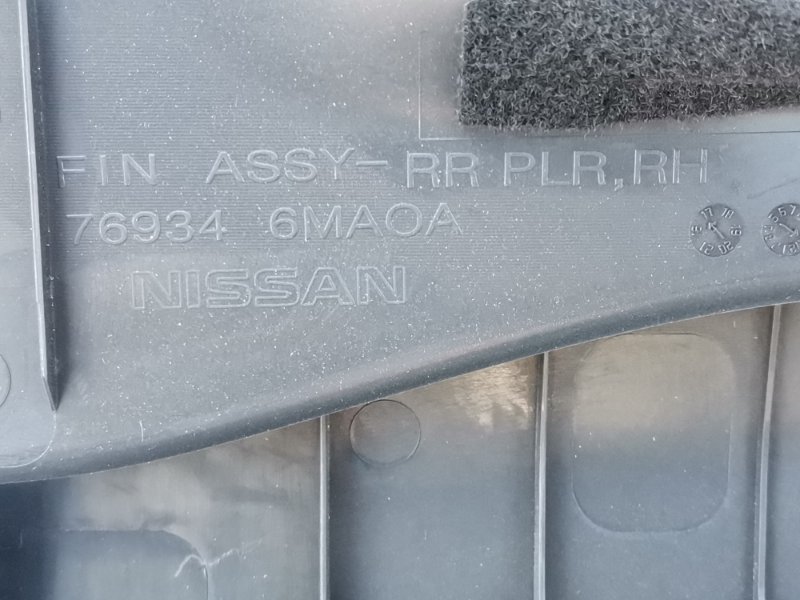 FIN. ASSY-RR PLR,RH
76934 6MA0A
NISSAN